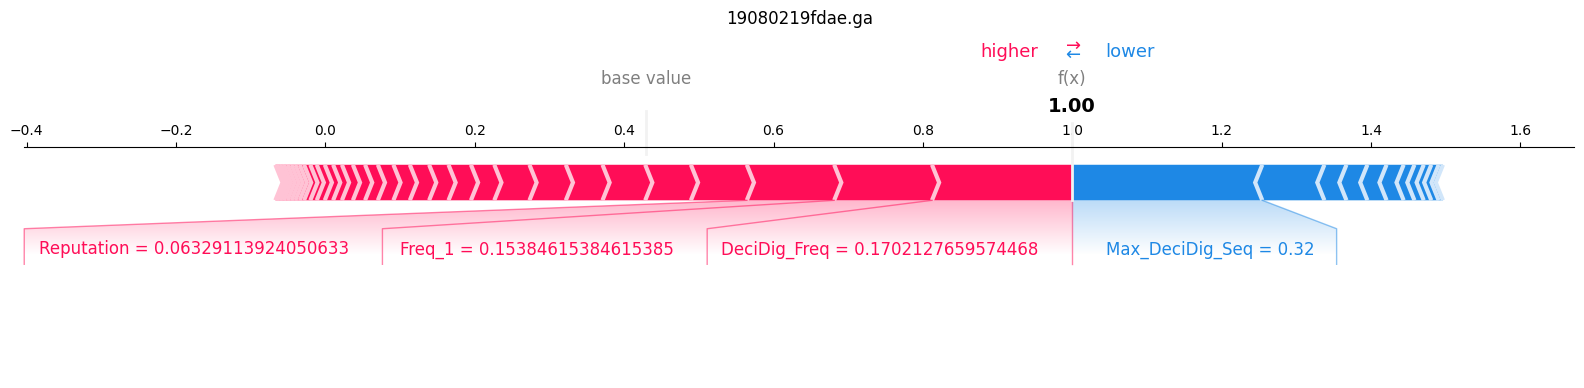 19080219fdae.ga
higher ⇄ lower
base value f(x)
1.00
−0.4 −0.2 0.0 0.2 0.4 0.6 0.8 1.0 1.2 1.4 1.6
Reputation = 0.06329113924050633 Freq_1 = 0.15384615384615385 DeciDig_Freq = 0.1702127659574468 Max_DeciDig_Seq = 0.32